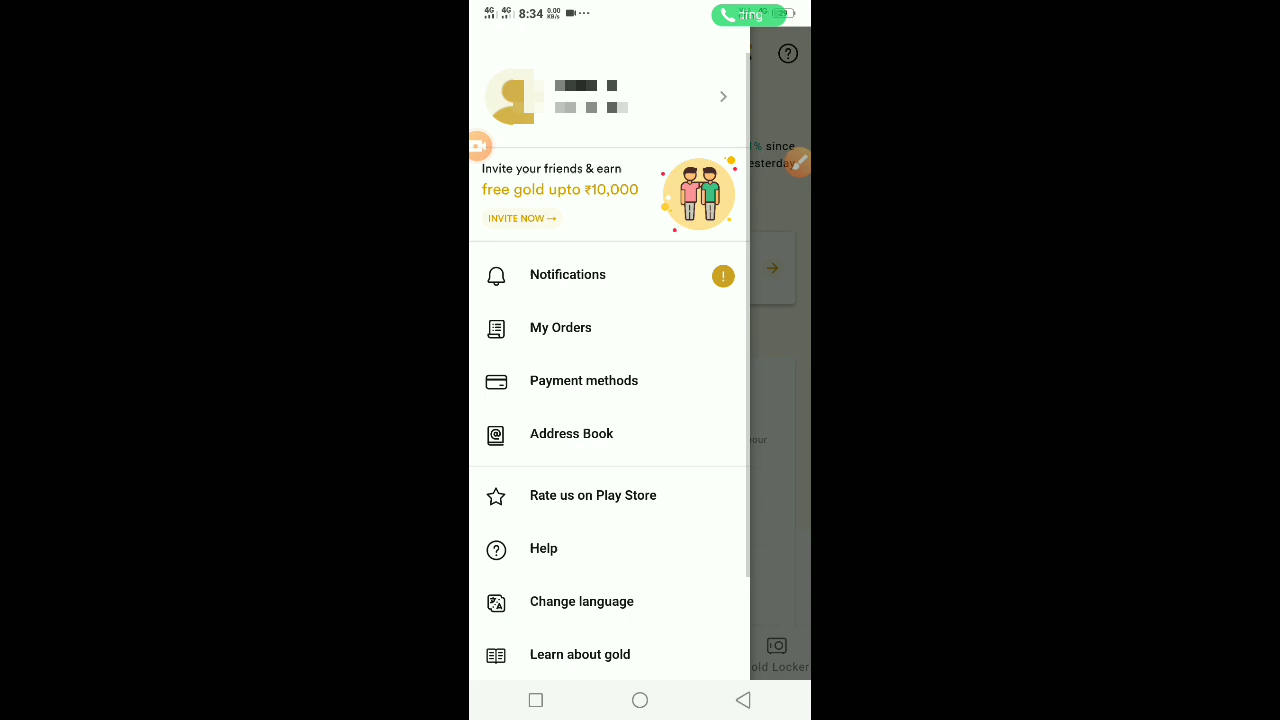 4G 4G 8:34 0.00 KB/s
Invite your friends & earn
free gold upto ₹10,000
INVITE NOW →
Notifications
My Orders
Payment methods
Address Book
Rate us on Play Store
Help
Change language
Learn about gold
since
Locker